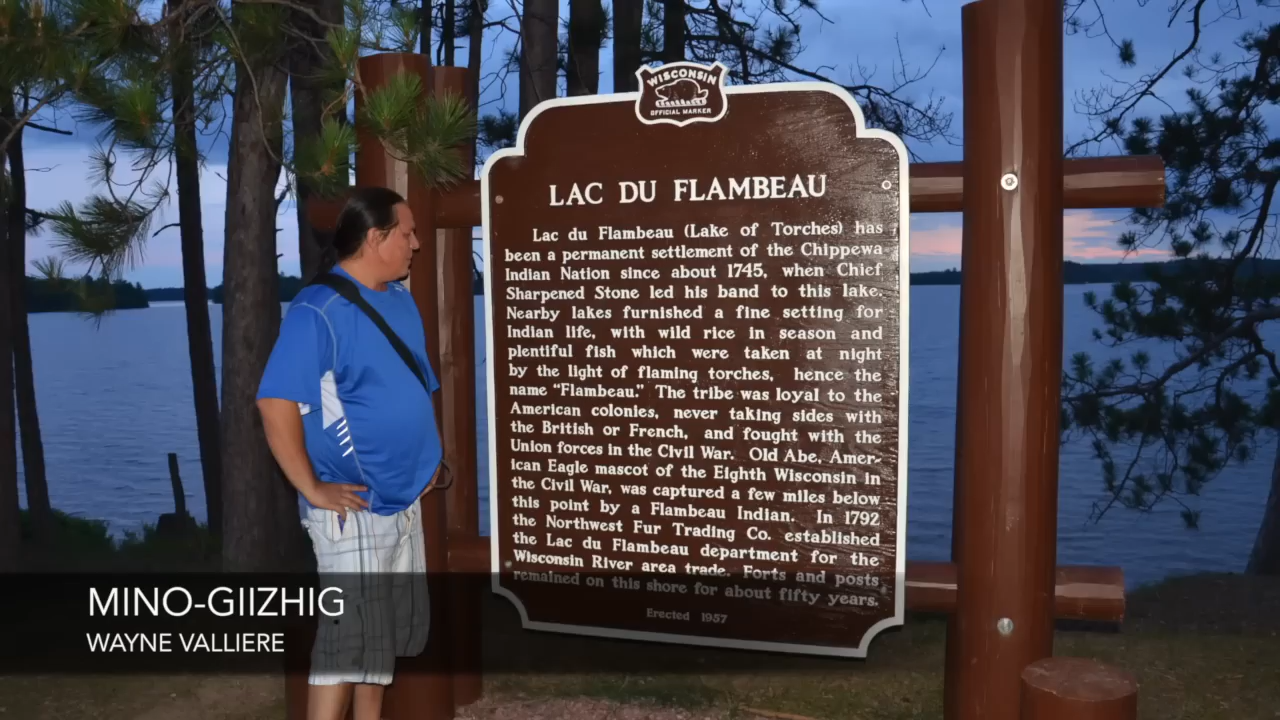 WISCONSIN
OFFICIAL MARKER
LAC DU FLAMBEAU
Lac du Flambeau (Lake of Torches) has
been a permanent settlement of the Chippewa
Indian Nation since about 1745, when Chief
Sharpened Stone led his band to this lake.
Nearby lakes furnished a fine setting for
Indian life, with wild rice in season and
plentiful fish which were taken at night
by the light of flaming torches, hence the
name “Flambeau.” The tribe was loyal to the
American colonies, never taking sides with
the British or French, and fought with the
Union forces in the Civil War. Old Abe, Amer-
ican Eagle mascot of the Eighth Wisconsin in
the Civil War, was captured a few miles below
this point by a Flambeau Indian. In 1792
the Northwest Fur Trading Co. established
the Lac du Flambeau department for the
Wisconsin River area trade. Forts and posts
remained on this shore for about fifty years.
Erected 1957
MINO-GIIZHIG
WAYNE VALLIERE